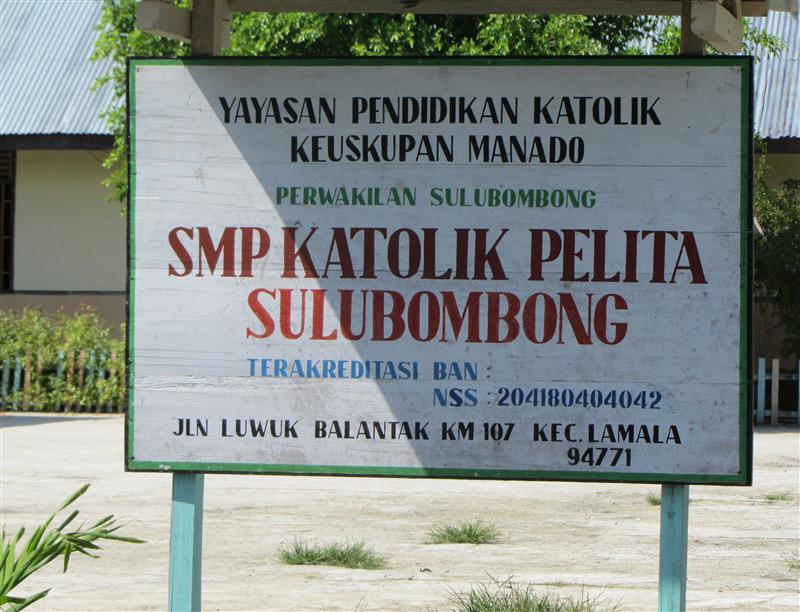 YAYASAN PENDIDIKAN KATOLIK
KEUSKUPAN MANADO
PERWAKILAN SULUBOMBONG
SMP KATOLIK PELITA
SULUBOMBONG
TERAKREDITASI BAN :
NSS : 204180404042
JLN LUWUK BALANTAK KM 107 KEC. LAMALA
94771